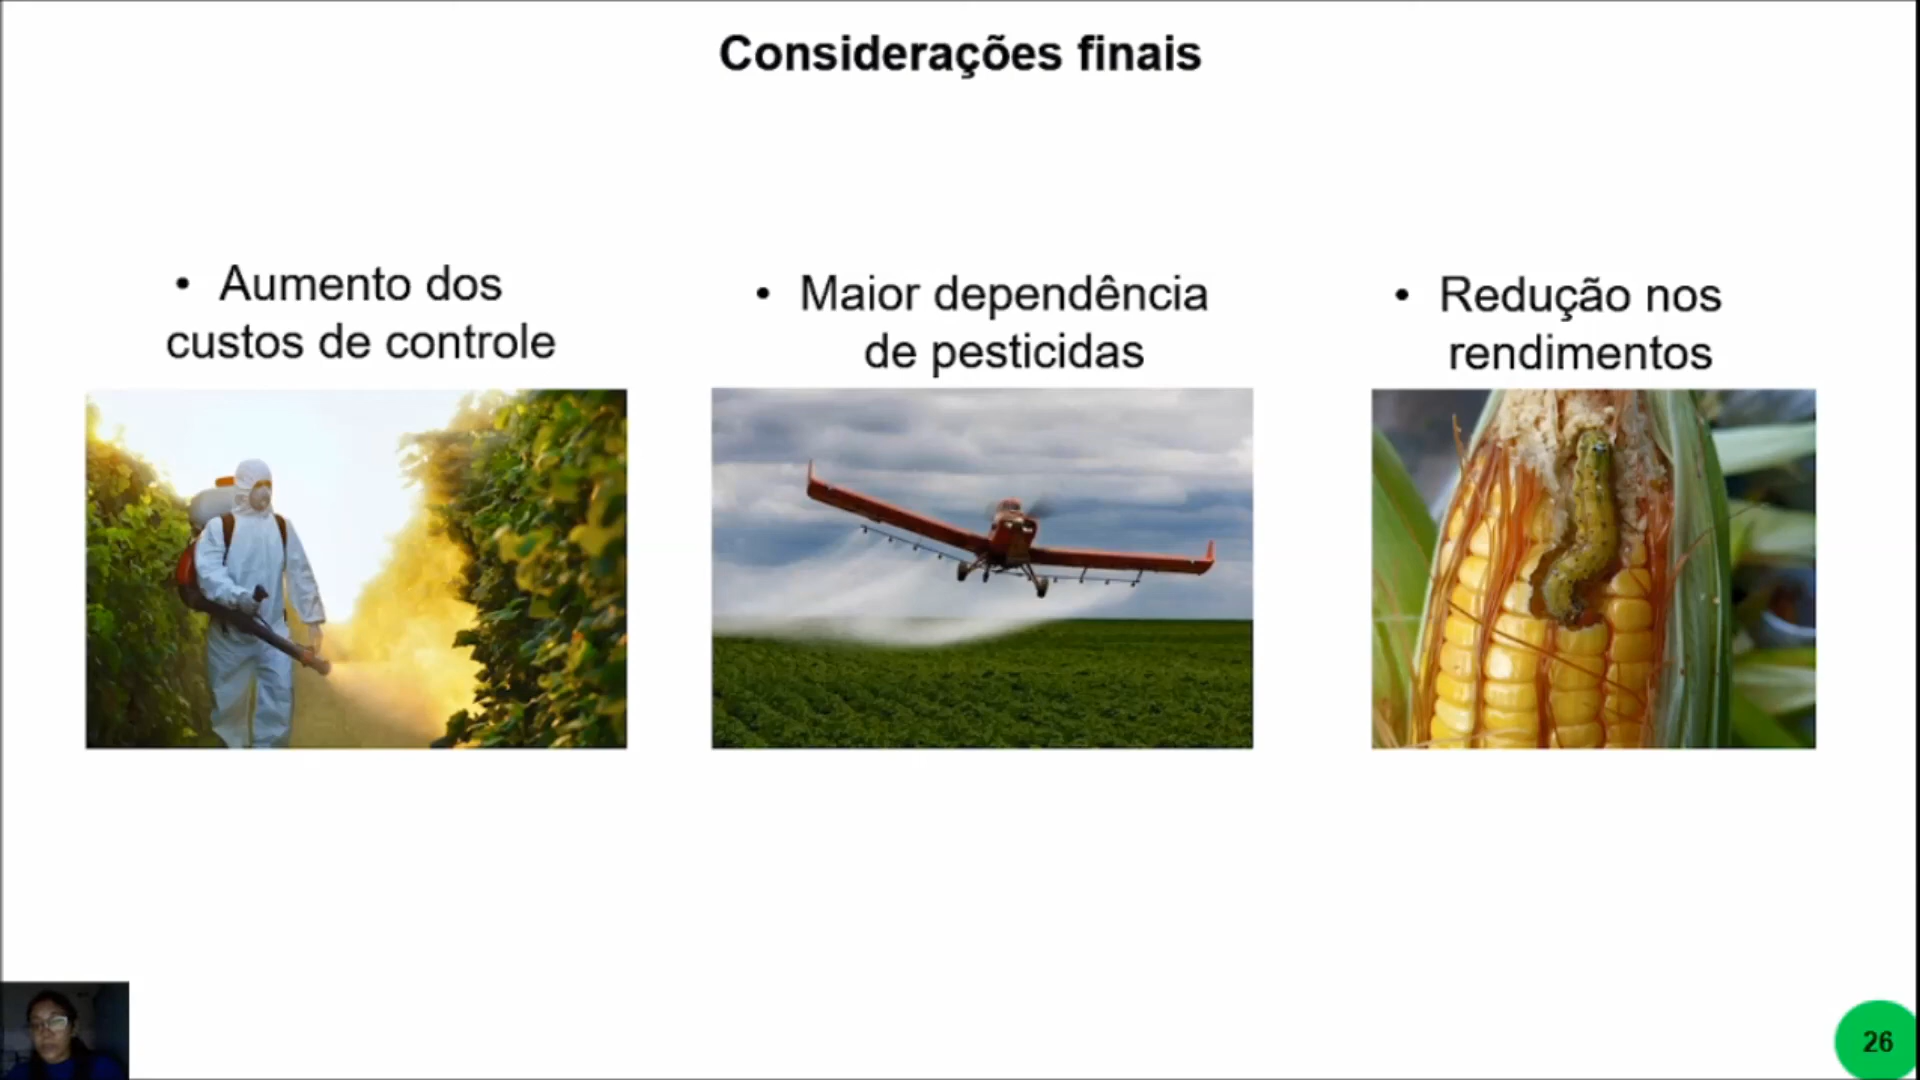 Considerações finais
• Aumento dos
custos de controle
• Maior dependência
de pesticidas
• Redução nos
rendimentos
26